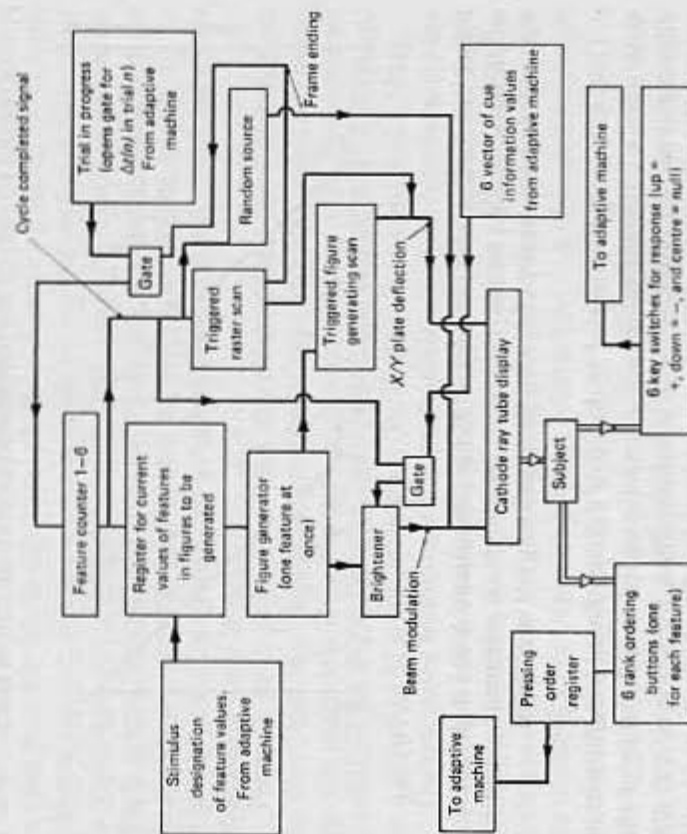 Cycle completed signal
Trial in progress
(opens gate for
Δt(n) in trial n)
From adaptive
machine
Gate
Feature counter 1–6
Random source
Frame ending
Triggered
raster scan
Stimulus
designation
of feature values.
From adaptive
machine
Register for current
values of features
in figures to be
generated
Figure generator
(one feature at
once)
Triggered figure
generating scan
Brightener
Gate
X/Y plate deflection
6 vector of cue
information values
from adaptive machine
Beam modulation
Cathode ray tube display
To adaptive
machine
Pressing
order
register
Subject
To adaptive machine
6 rank ordering
buttons (one
for each feature)
6 key switches for response (up =
+, down = –, and centre = null)